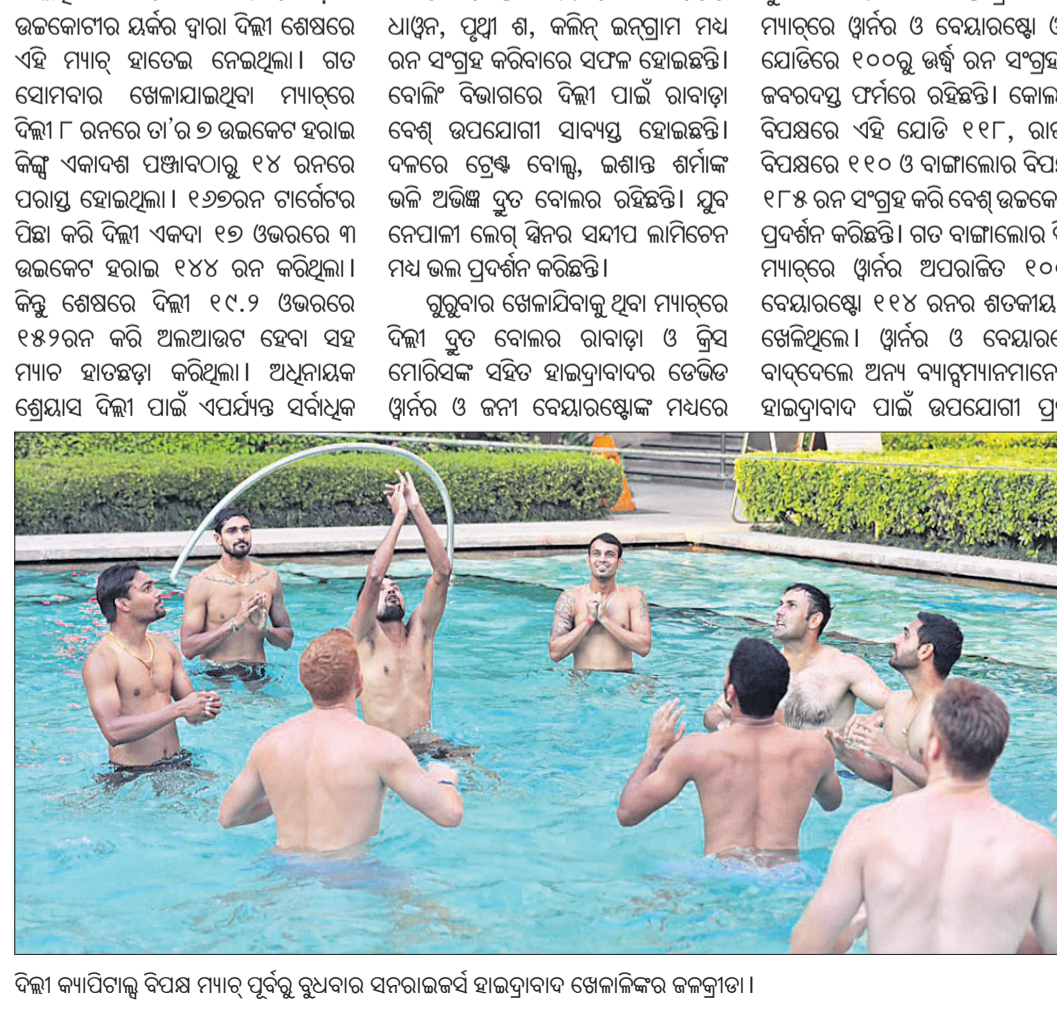 ଉଚ୍ଚକୋଟୀର ୟର୍କର ଦ୍ୱାରା ଦିଲ୍ଲୀ ଶେଷରେ
ଏହି ମ୍ୟାଚ୍ ହାତେଇ ନେଇଥିଲା। ଗତ
ସୋମବାର ଖେଳାଯାଇଥିବା ମ୍ୟାଚ୍‌ରେ
ଦିଲ୍ଲୀ ୮ ରନରେ ତା'ର ୭ ଉଇକେଟ ହରାଇ
କିଙ୍ଗ୍ସ ଏକାଦଶ ପଞ୍ଜାବଠାରୁ ୧୪ ରନରେ
ପରାସ୍ତ ହୋଇଥିଲା। ୧୬୭ରନ ଟାର୍ଗେଟର
ପିଛା କରି ଦିଲ୍ଲୀ ଏକଦା ୧୭ ଓଭରରେ ୩
ଉଇକେଟ ହରାଇ ୧୪୪ ରନ କରିଥିଲା।
କିନ୍ତୁ ଶେଷରେ ଦିଲ୍ଲୀ ୧୯.୨ ଓଭରରେ
୧୫୨ରନ କରି ଅଲଆଉଟ ହେବା ସହ
ମ୍ୟାଚ ହାତଛଡ଼ା କରିଥିଲା। ଅଧିନାୟକ
ଶ୍ରେୟାସ ଦିଲ୍ଲୀ ପାଇଁ ଏପର୍ଯ୍ୟନ୍ତ ସର୍ବାଧିକ
ଧାୱନ, ପୃଥ୍ୱୀ ଶ, କଲିନ୍ ଇନ୍‌ଗ୍ରାମ ମଧ୍ୟ
ରନ ସଂଗ୍ରହ କରିବାରେ ସଫଳ ହୋଇଛନ୍ତି।
ବୋଲିଂ ବିଭାଗରେ ଦିଲ୍ଲୀ ପାଇଁ ରାବାଡ଼ା
ବେଶ୍ ଉପଯୋଗୀ ସାବ୍ୟସ୍ତ ହୋଇଛନ୍ତି।
ଦଳରେ ଟ୍ରେଣ୍ଟ ବୋଲ୍ଟ, ଇଶାନ୍ତ ଶର୍ମାଙ୍କ
ଭଳି ଅଭିଜ୍ଞ ଦ୍ରୁତ ବୋଲର ରହିଛନ୍ତି। ଯୁବ
ନେପାଳୀ ଲେଗ୍ ସ୍ପିନର ସନ୍ଦୀପ ଲାମିଚେନ
ମଧ୍ୟ ଭଲ ପ୍ରଦର୍ଶନ କରିଛନ୍ତି।
ଗୁରୁବାର ଖେଳାଯିବାକୁ ଥିବା ମ୍ୟାଚ୍‌ରେ
ଦିଲ୍ଲୀ ଦ୍ରୁତ ବୋଲର ରାବାଡ଼ା ଓ କ୍ରିସ
ମୋରିସଙ୍କ ସହିତ ହାଇଦ୍ରାବାଦର ଡେଭିଡ
ୱାର୍ନର ଓ ଜନୀ ବେୟାରଷ୍ଟୋଙ୍କ ମଧ୍ୟରେ
ମ୍ୟାଚ୍‌ରେ ୱାର୍ନର ଓ ବେୟାରଷ୍ଟୋ
ଯୋଡିରେ ୧୦୦ରୁ ଊର୍ଦ୍ଧ୍ୱ ରନ ସଂଗ୍ରହ
ଜବରଦସ୍ତ ଫର୍ମରେ ରହିଛନ୍ତି। କୋଲ
ବିପକ୍ଷରେ ଏହି ଯୋଡି ୧୧୮,
ବିପକ୍ଷରେ ୧୧୦ ଓ ବାଙ୍ଗାଲୋର
୧୮୫ ରନ ସଂଗ୍ରହ କରି ବେଶ୍
ପ୍ରଦର୍ଶନ କରିଛନ୍ତି। ଗତ ବାଙ୍ଗାଲୋର
ମ୍ୟାଚ୍‌ରେ ୱାର୍ନର ଅପରାଜିତ
ବେୟାରଷ୍ଟୋ ୧୧୪ ରନର ଶତକୀୟ
ଖେଳିଥିଲେ। ୱାର୍ନର ଓ
ବାଦ୍‌ଦେଲେ ଅନ୍ୟ ବ୍ୟାଟ୍ସମ୍ୟାନମାନେ
ହାଇଦ୍ରାବାଦ ପାଇଁ ଉପଯୋଗୀ
ଦିଲ୍ଲୀ କ୍ୟାପିଟାଲ୍ସ ବିପକ୍ଷ ମ୍ୟାଚ୍ ପୂର୍ବରୁ ବୁଧବାର ସନରାଇଜର୍ସ ହାଇଦ୍ରାବାଦ ଖେଳାଳିଙ୍କର ଜଳକ୍ରୀଡା।